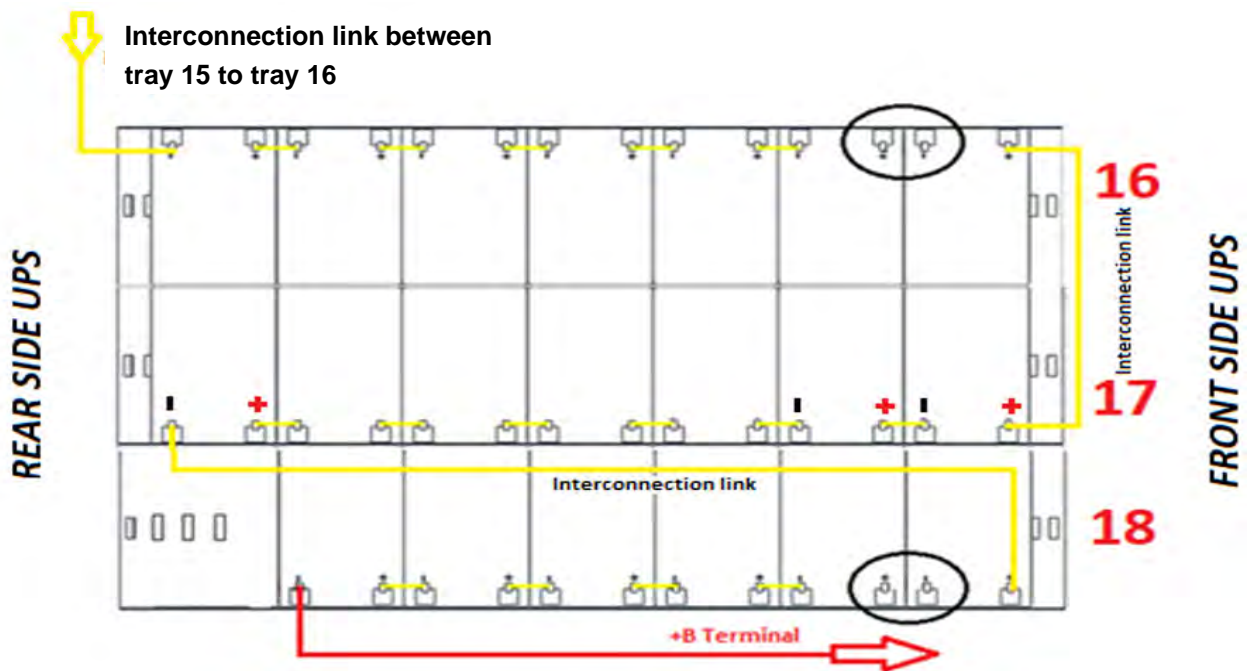 Interconnection link between
tray 15 to tray 16
REAR SIDE UPS
16
Interconnection link
FRONT SIDE UPS
- + - + - +
17
Interconnection link
18
+B Terminal